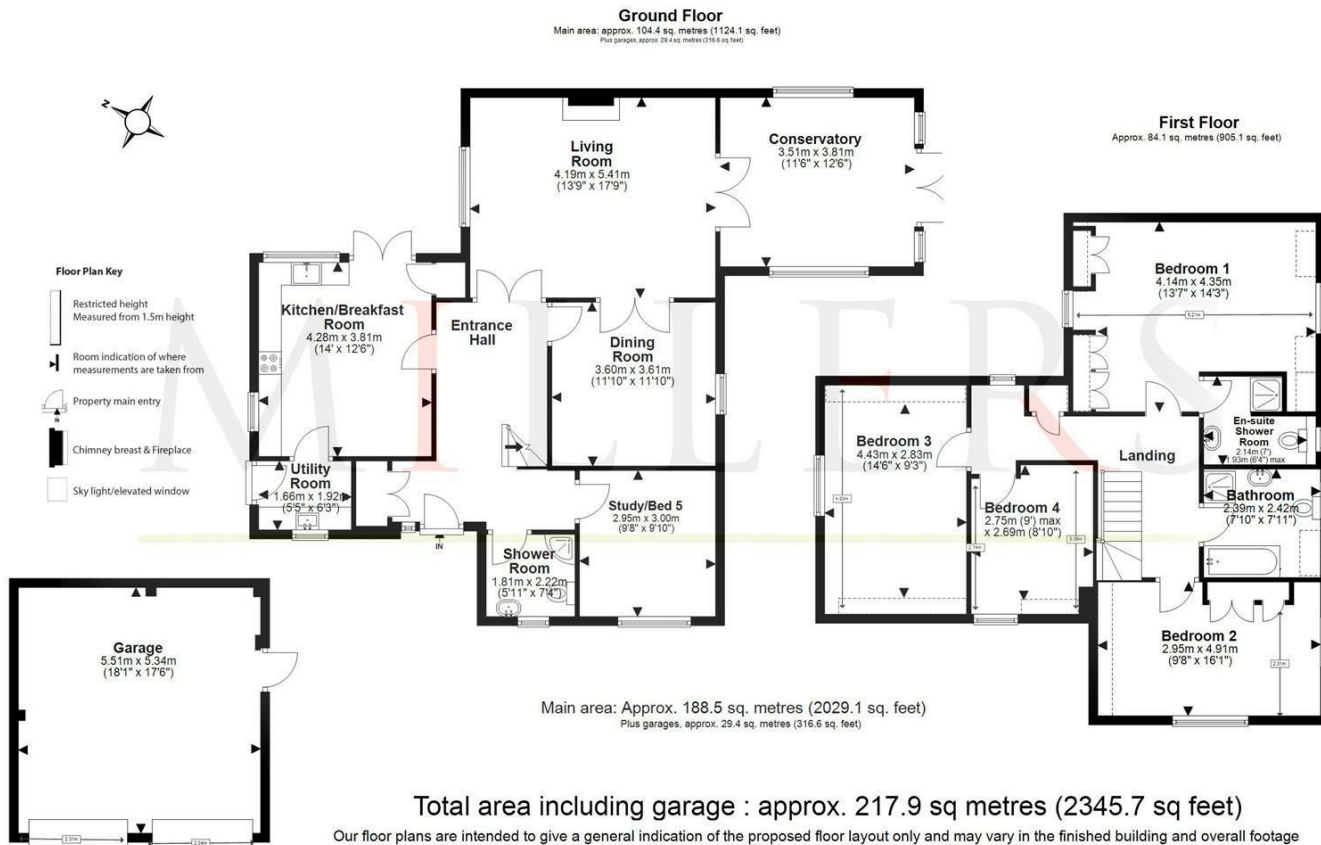 Ground Floor
Main area: approx. 104.4 sq. metres (1124.1 sq. feet)
Plus garages, approx. 29.4 sq. metres (316.6 sq. feet)
N
First Floor
Approx. 84.1 sq. metres (905.1 sq. feet)
Living
Room
4.19m x 5.41m
(13'9" x 17'9")
Conservatory
3.51m x 3.81m
(11'6" x 12'6")
Floor Plan Key
Restricted height
Measured from 1.5m height
Room indication of where
measurements are taken from
IN
Property main entry
Chimney breast & Fireplace
Sky light/elevated window
Kitchen/Breakfast
Room
4.28m x 3.81m
(14' x 12'6")
Entrance
Hall
Dining
Room
3.60m x 3.61m
(11'10" x 11'10")
Utility
Room
1.66m x 1.92m
(5'5" x 6'3")
IN
Shower
Room
1.81m x 2.22m
(5'11" x 7'4")
Study/Bed 5
2.95m x 3.00m
(9'8" x 9'10")
Bedroom 1
4.14m x 4.35m
(13'7" x 14'3")
5.21m
En-suite
Shower
Room
2.14m (7')
1.93m (6'4") max
Bedroom 3
4.43m x 2.83m
(14'6" x 9'3")
Landing
Bathroom
2.39m x 2.42m
(7'10" x 7'11")
Bedroom 4
2.75m (9') max
x 2.69m (8'10")
2.74m
Bedroom 2
2.95m x 4.91m
(9'8" x 16'1")
2.31m
Garage
5.51m x 5.34m
(18'1" x 17'6")
2.31m
2.34m
MILLERS
Main area: Approx. 188.5 sq. metres (2029.1 sq. feet)
Plus garages, approx. 29.4 sq. metres (316.6 sq. feet)
Total area including garage : approx. 217.9 sq metres (2345.7 sq feet)
Our floor plans are intended to give a general indication of the proposed floor layout only and may vary in the finished building and overall footage